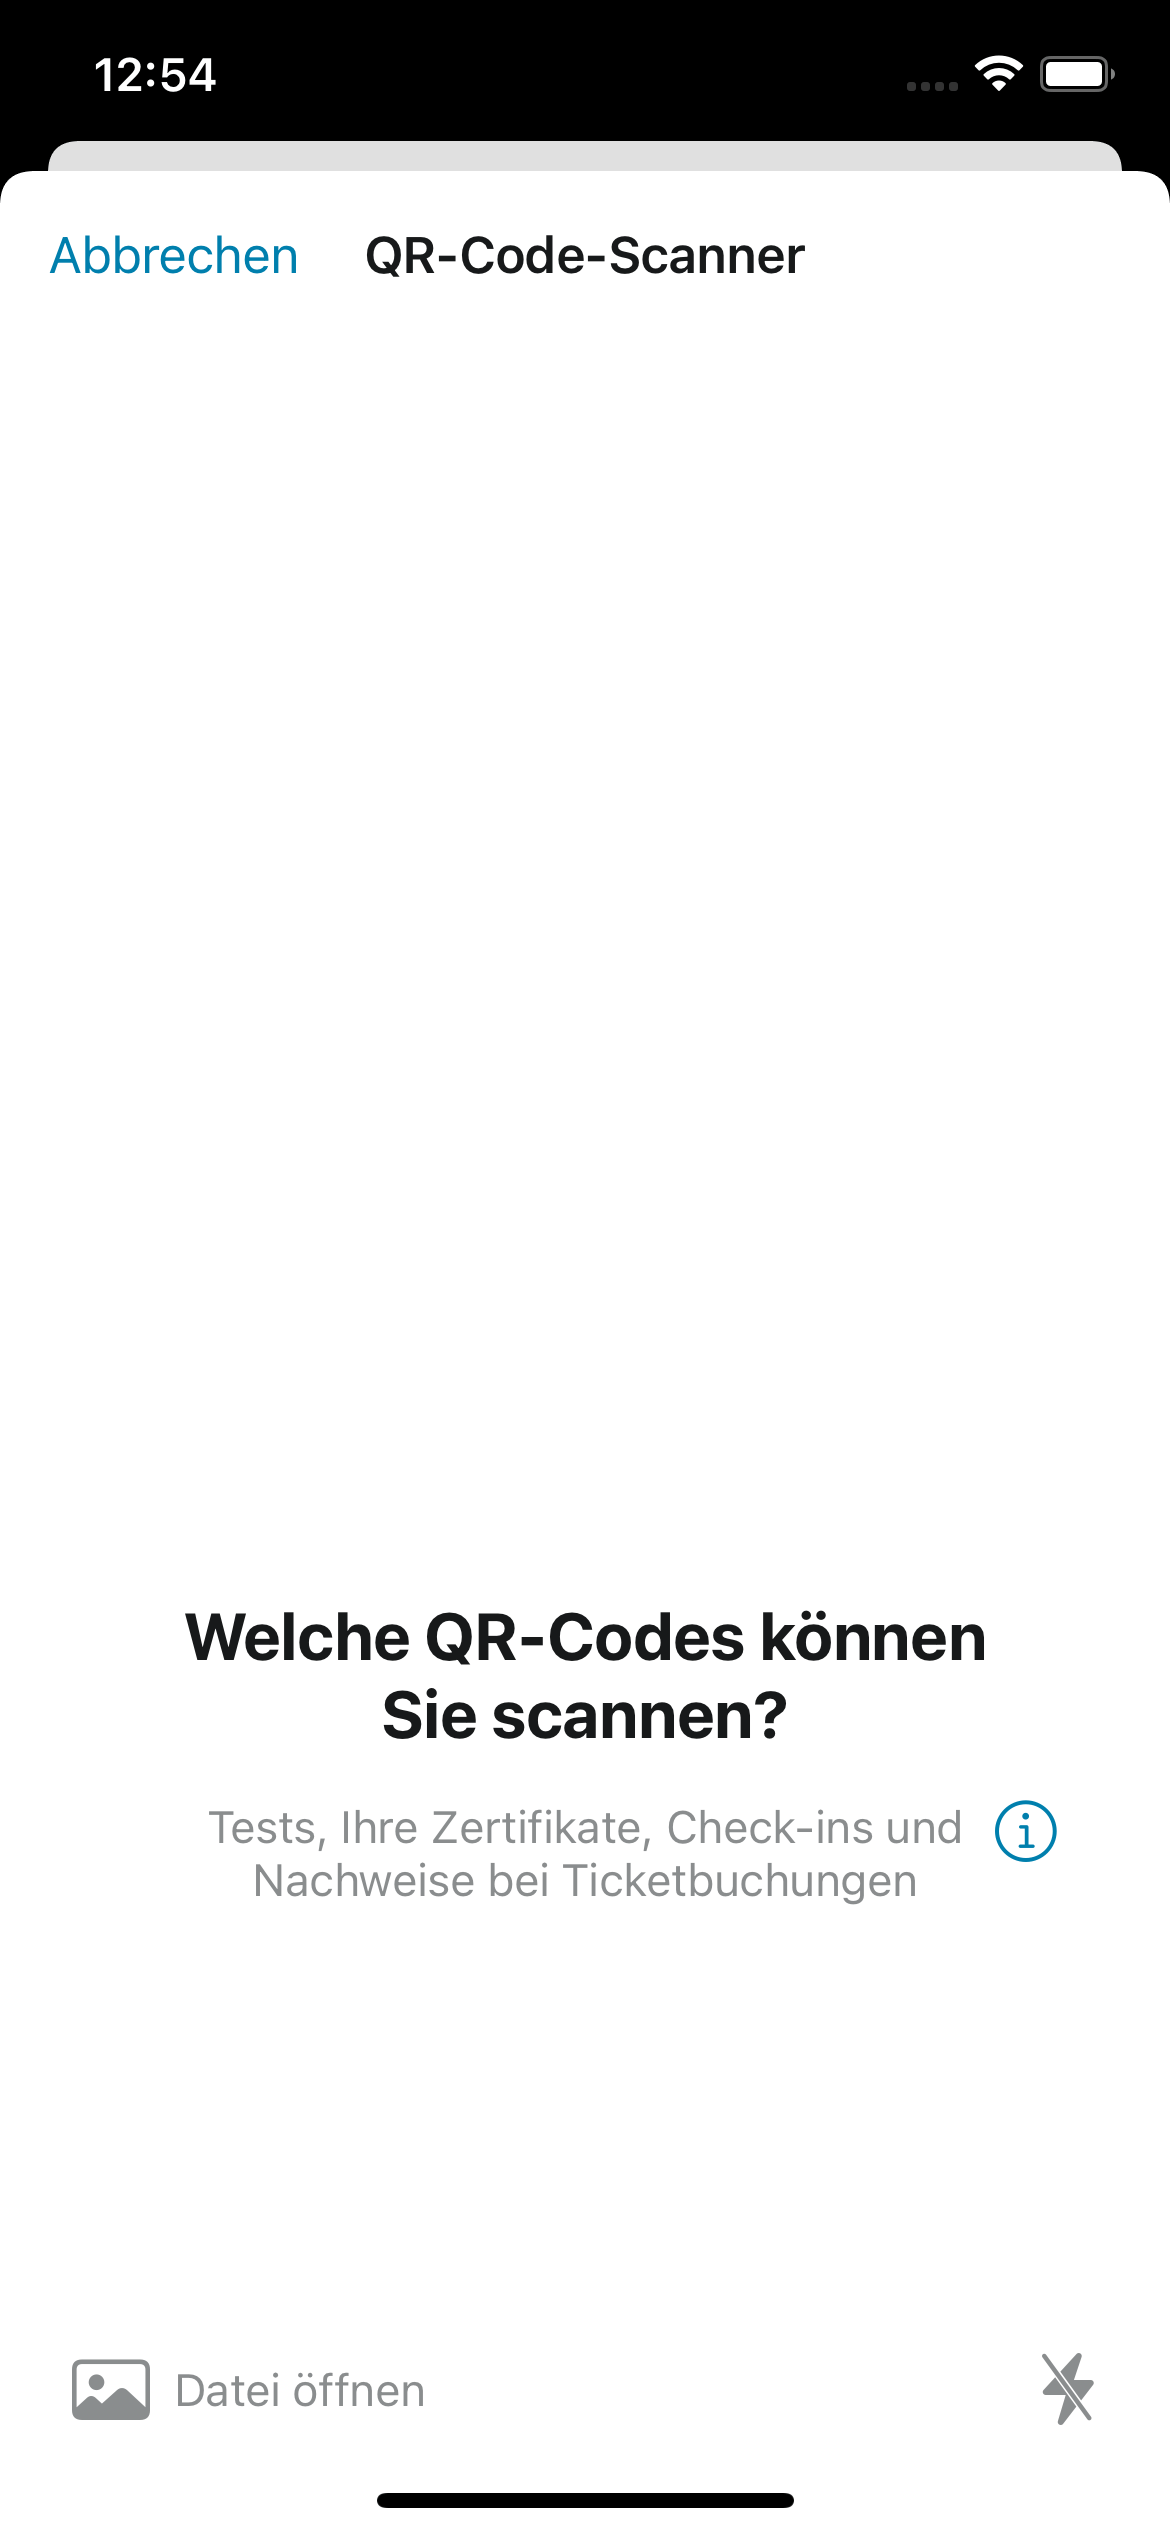 12:54
Abbrechen
QR-Code-Scanner
Welche QR-Codes können
Sie scannen?
Tests, Ihre Zertifikate, Check-ins und
Nachweise bei Ticketbuchungen
Datei öffnen